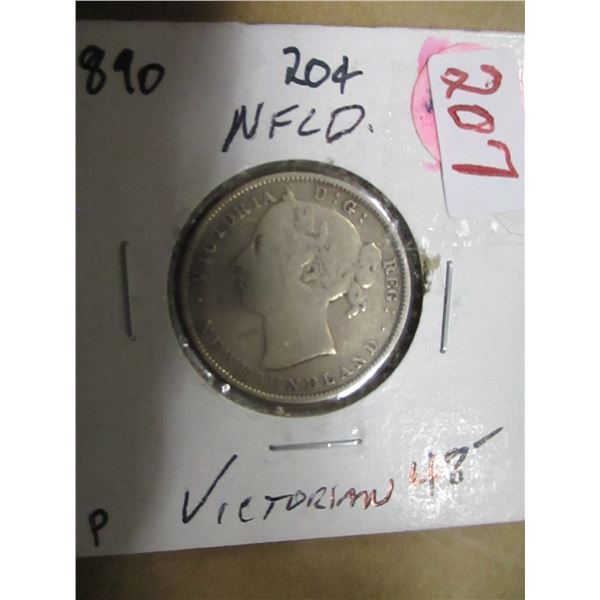 890 20¢
NFLD.
207
VICTORIA D:G: REG:
NEWFOUNDLAND
VICTORIAN 48-
P